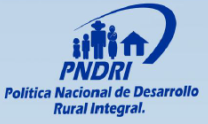 PNDRI
Política Nacional de Desarrollo
Rural Integral.